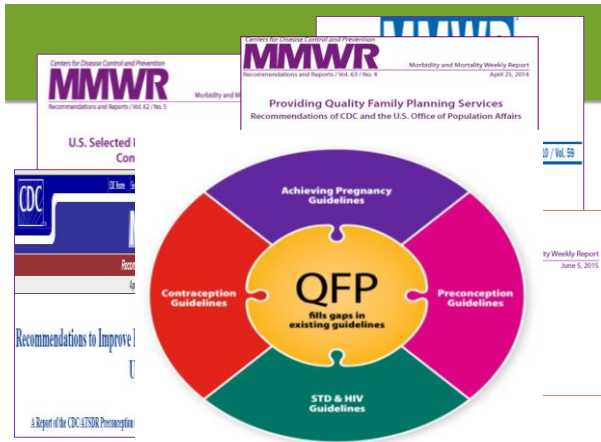 MMWR
Centers for Disease Control and Prevention
MMWR
Morbidity and Mortality Weekly Report
Recommendations and Reports / Vol. 63 / No. 4
April 25, 2014
Providing Quality Family Planning Services
Recommendations of CDC and the U.S. Office of Population Affairs
Centers for Disease Control and Prevention
MMWR
Morbidity and
Recommendations and Reports / Vol. 62 / No. 5
U.S. Selected
/ Vol. 59
CDC
CDC Home
Recommendations to Improve
A Report of the CDC/ATSDR Preconception
Weekly Report
June 5, 2015
Achieving Pregnancy
Guidelines
Contraception
Guidelines
QFP
fills gaps in
existing guidelines
Preconception
Guidelines
STD & HIV
Guidelines